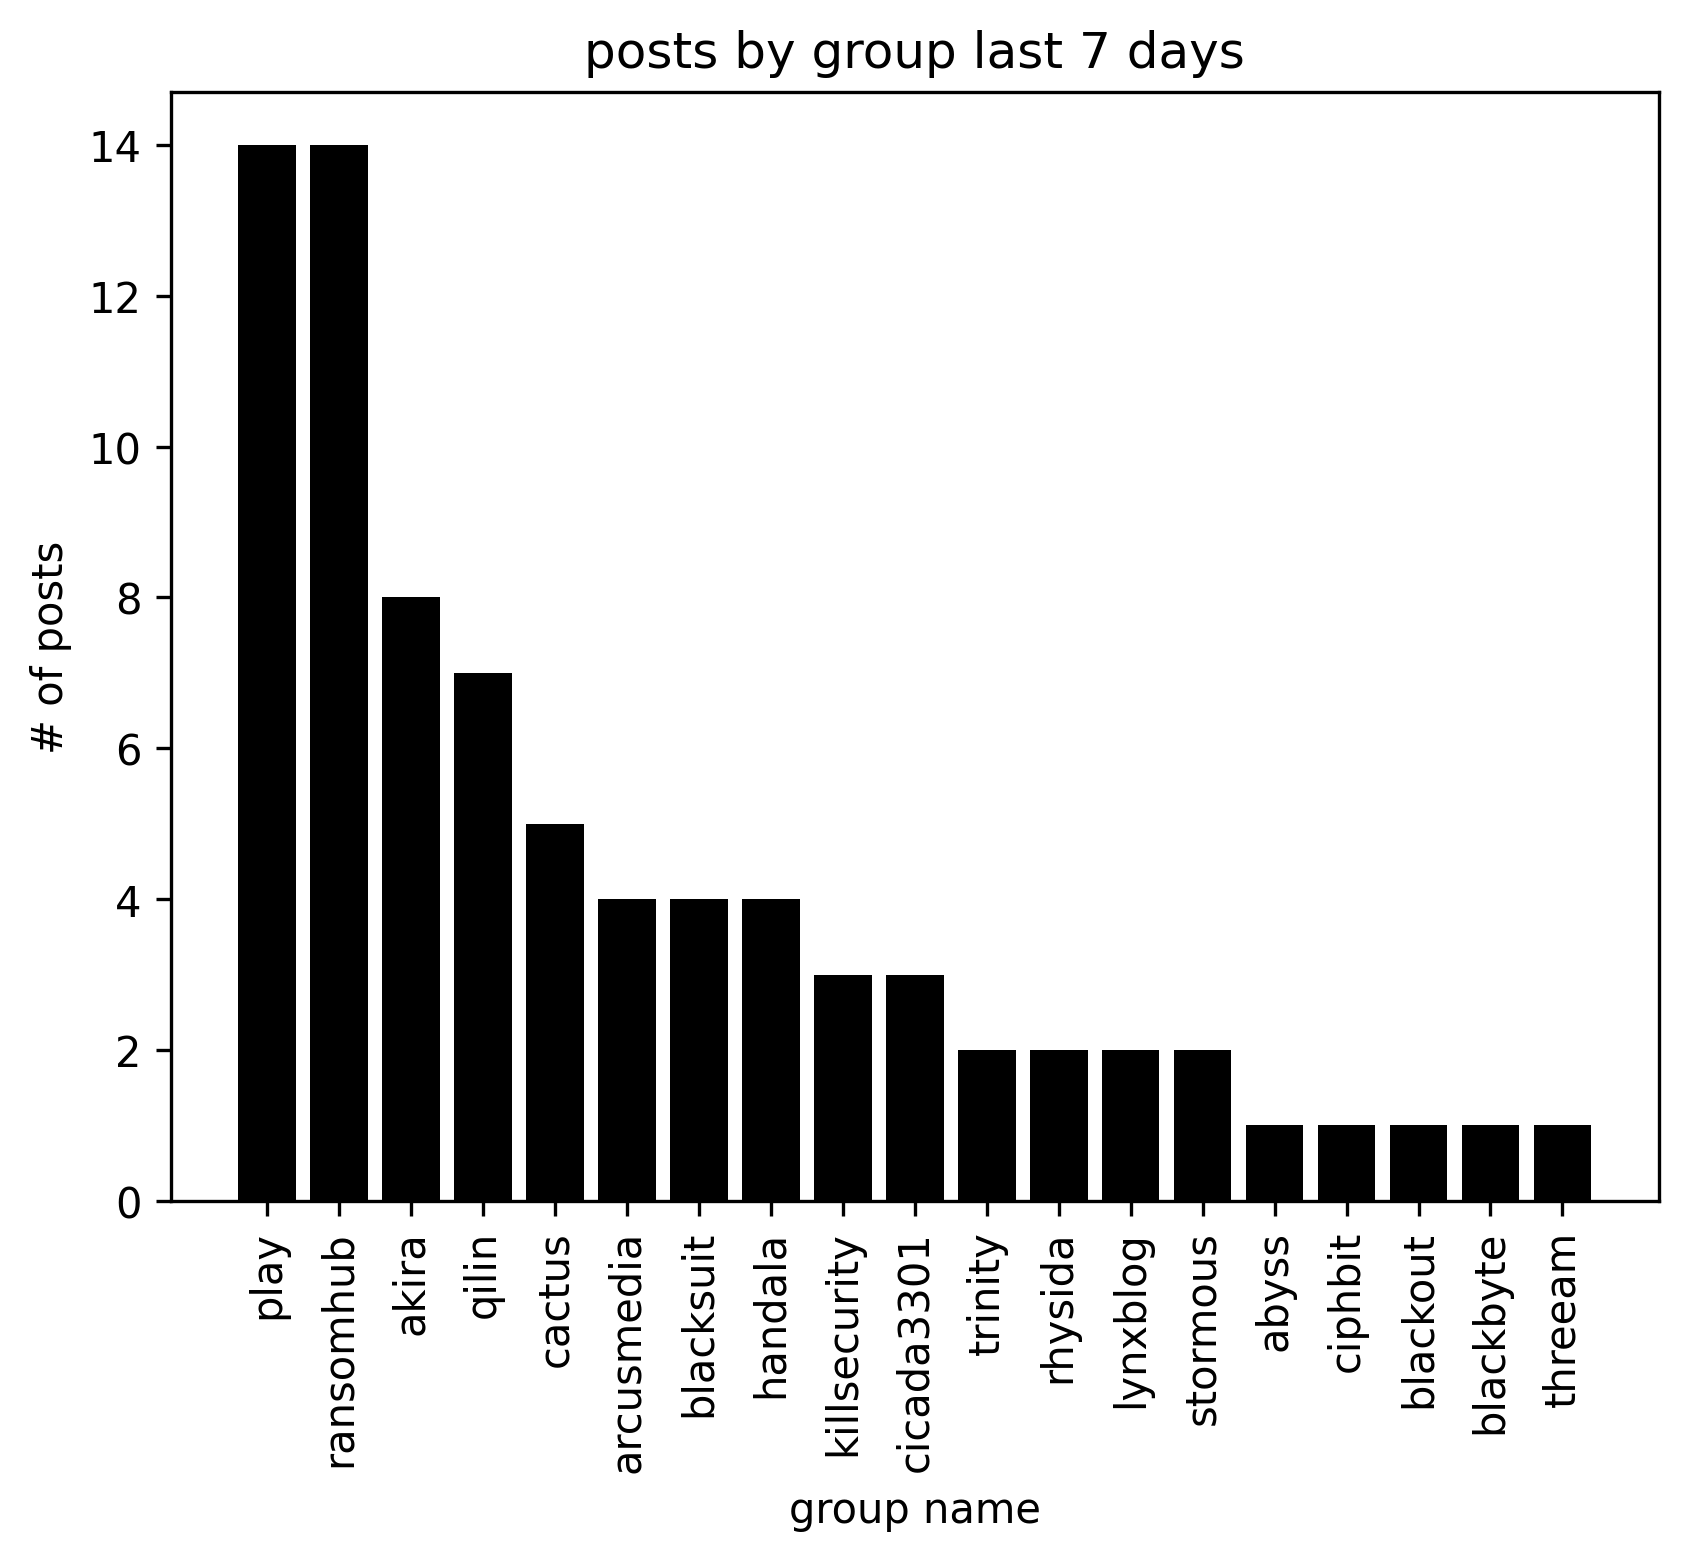 posts by group last 7 days
14
12
10
8
6
4
2
0
# of posts
play
ransomhub
akira
qilin
cactus
arcusmedia
blacksuit
handala
killsecurity
cicada3301
trinity
rhysida
lynxblog
stormous
abyss
ciphbit
blackout
blackbyte
threeam
group name